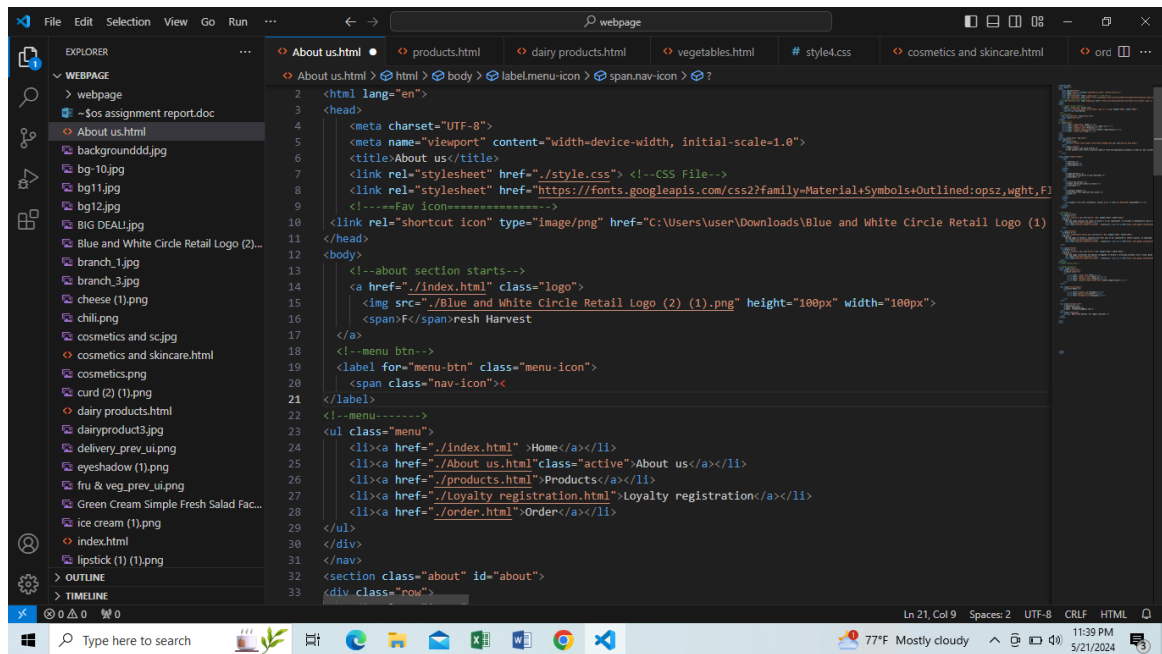 File Edit Selection View Go Run ··· webpage
EXPLORER ··· About us.html ● products.html dairy products.html vegetables.html # style4.css cosmetics and skincare.html ord ···
WEBPAGE
About us.html > html > body > label.menu-icon > span.nav-icon > ?
webpage
~$os assignment report.doc
About us.html
backgrounddd.jpg
bg-10.jpg
bg11.jpg
bg12.jpg
BIG DEAL!.jpg
Blue and White Circle Retail Logo (2)...
branch_1.jpg
branch_3.jpg
cheese (1).png
chili.png
cosmetics and sc.jpg
cosmetics and skincare.html
cosmetics.png
curd (2) (1).png
dairy products.html
dairyproduct3.jpg
delivery_prev_ui.png
eyeshadow (1).png
fru & veg_prev_ui.png
Green Cream Simple Fresh Salad Fac...
ice cream (1).png
index.html
lipstick (1) (1).png
OUTLINE
TIMELINE
2 <html lang="en">
3 <head>
4 <meta charset="UTF-8">
5 <meta name="viewport" content="width=device-width, initial-scale=1.0">
6 <title>About us</title>
7 <link rel="stylesheet" href="./style.css"> <!--CSS File-->
8 <link rel="stylesheet" href="https://fonts.googleapis.com/css2?family=Material+Symbols+Outlined:opsz,wght,FI
9 <!---==Fav icon==============-->
10 <link rel="shortcut icon" type="image/png" href="C:\Users\user\Downloads\Blue and White Circle Retail Logo (1)
11 </head>
12 <body>
13 <!--about section starts-->
14 <a href="./index.html" class="logo">
15 <img src="./Blue and White Circle Retail Logo (2) (1).png" height="100px" width="100px">
16 <span>F</span>resh Harvest
17 </a>
18 <!--menu btn-->
19 <label for="menu-btn" class="menu-icon">
20 <span class="nav-icon"><
21 </label>
22 <!--menu------->
23 <ul class="menu">
24 <li><a href="./index.html" >Home</a></li>
25 <li><a href="./About us.html"class="active">About us</a></li>
26 <li><a href="./products.html">Products</a></li>
27 <li><a href="./Loyalty registration.html">Loyalty registration</a></li>
28 <li><a href="./order.html">Order</a></li>
29 </ul>
30 </div>
31 </nav>
32 <section class="about" id="about">
33 <div class="row">
0 0 0 Ln 21, Col 9 Spaces: 2 UTF-8 CRLF HTML
Type here to search 77°F Mostly cloudy 11:39 PM
5/21/2024